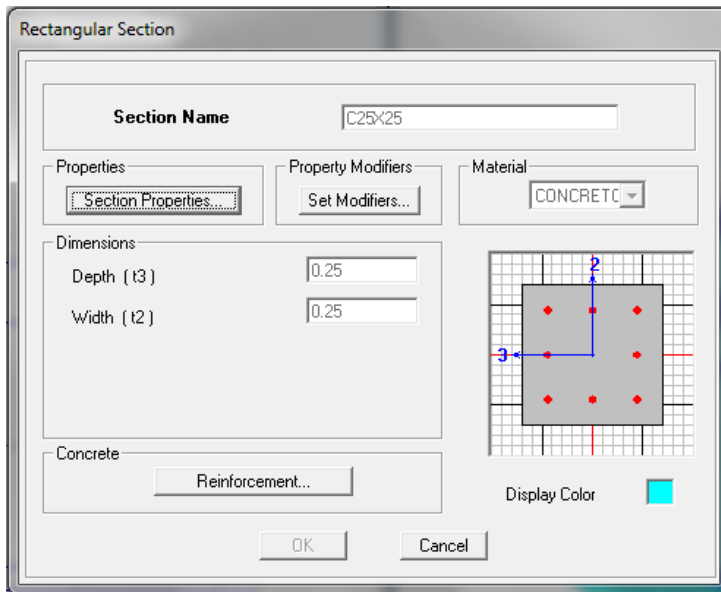 Rectangular Section
Section Name
C25X25
Properties
Section Properties...
Property Modifiers
Set Modifiers...
Material
CONCRETO
Dimensions
Depth ( t3 )
0.25
Width ( t2 )
0.25
2
3
Concrete
Reinforcement...
Display Color
OK
Cancel